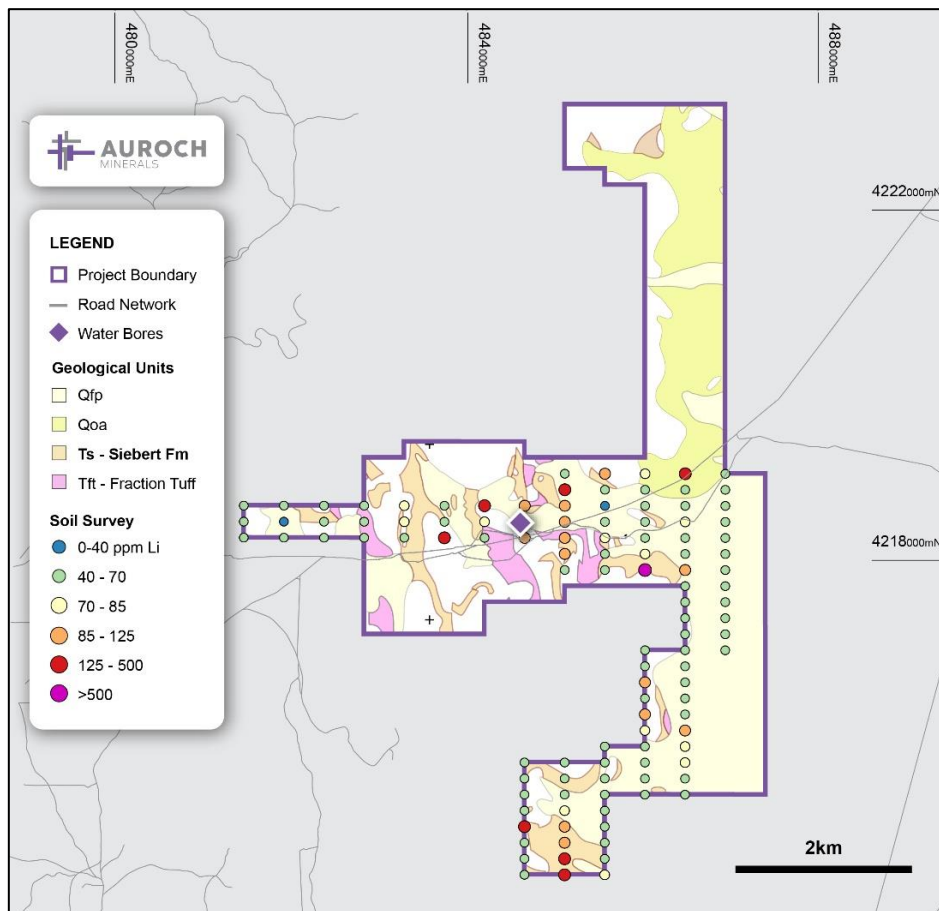 480000mE
484000mE
488000mE
AUROCH
MINERALS
4222000mN
LEGEND
Project Boundary
Road Network
Water Bores
Geological Units
Qfp
Qoa
Ts - Siebert Fm
Tft - Fraction Tuff
Soil Survey
0-40 ppm Li
40 - 70
70 - 85
85 - 125
125 - 500
>500
4218000mN
2km